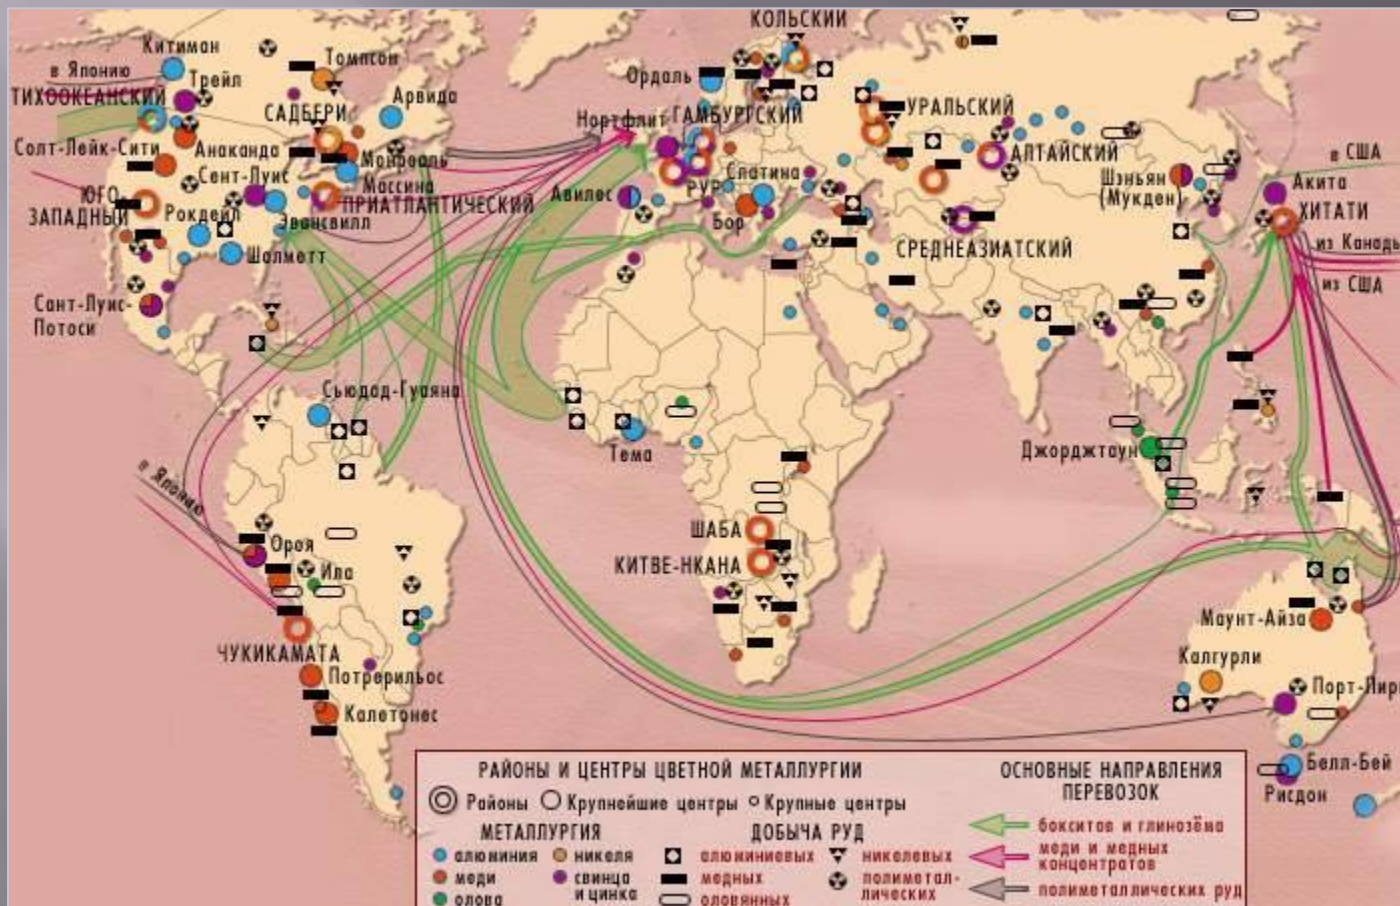 КОЛЬСКИЙ
Китимат
Томпсон
в Японию
Трейл
Ордаль
ТИХООКЕАНСКИЙ
САДБЕРИ
Арвида
УРАЛЬСКИЙ
Нортфлит
ГАМБУРГСКИЙ
Солт-Лейк-Сити
Анаконда
Монреаль
АЛТАЙСКИЙ
в США
Сент-Луис
Массина
Слатина
Шэньян
(Мукден)
Акита
ЮГО-
ЗАПАДНЫЙ
ПРИАТЛАНТИЧЕСКИЙ
Авилес
РУР
Рокдейл
Эвансвилл
Бор
ХИТАТИ
Шалметт
СРЕДНЕАЗИАТСКИЙ
из Канады
из США
Сант-Луис-
Потоси
Сьюдад-Гуаяна
Тема
Джорджтаун
в Японию
ШАБА
Ороя
КИТВЕ-НКАНА
Ила
Маунт-Айза
ЧУКИКАМАТА
Калгурли
Потрерильос
Порт-Пири
Калетонес
Белл-Бей
Рисдон
РАЙОНЫ И ЦЕНТРЫ ЦВЕТНОЙ МЕТАЛЛУРГИИ
Районы Крупнейшие центры Крупные центры
МЕТАЛЛУРГИЯ
алюминия
меди
олова
никеля
свинца
и цинка
ДОБЫЧА РУД
алюминиевых
медных
оловянных
никелевых
полиметал-
лических
ОСНОВНЫЕ НАПРАВЛЕНИЯ
ПЕРЕВОЗОК
бокситов и глинозёма
меди и медных
концентратов
полиметаллических руд